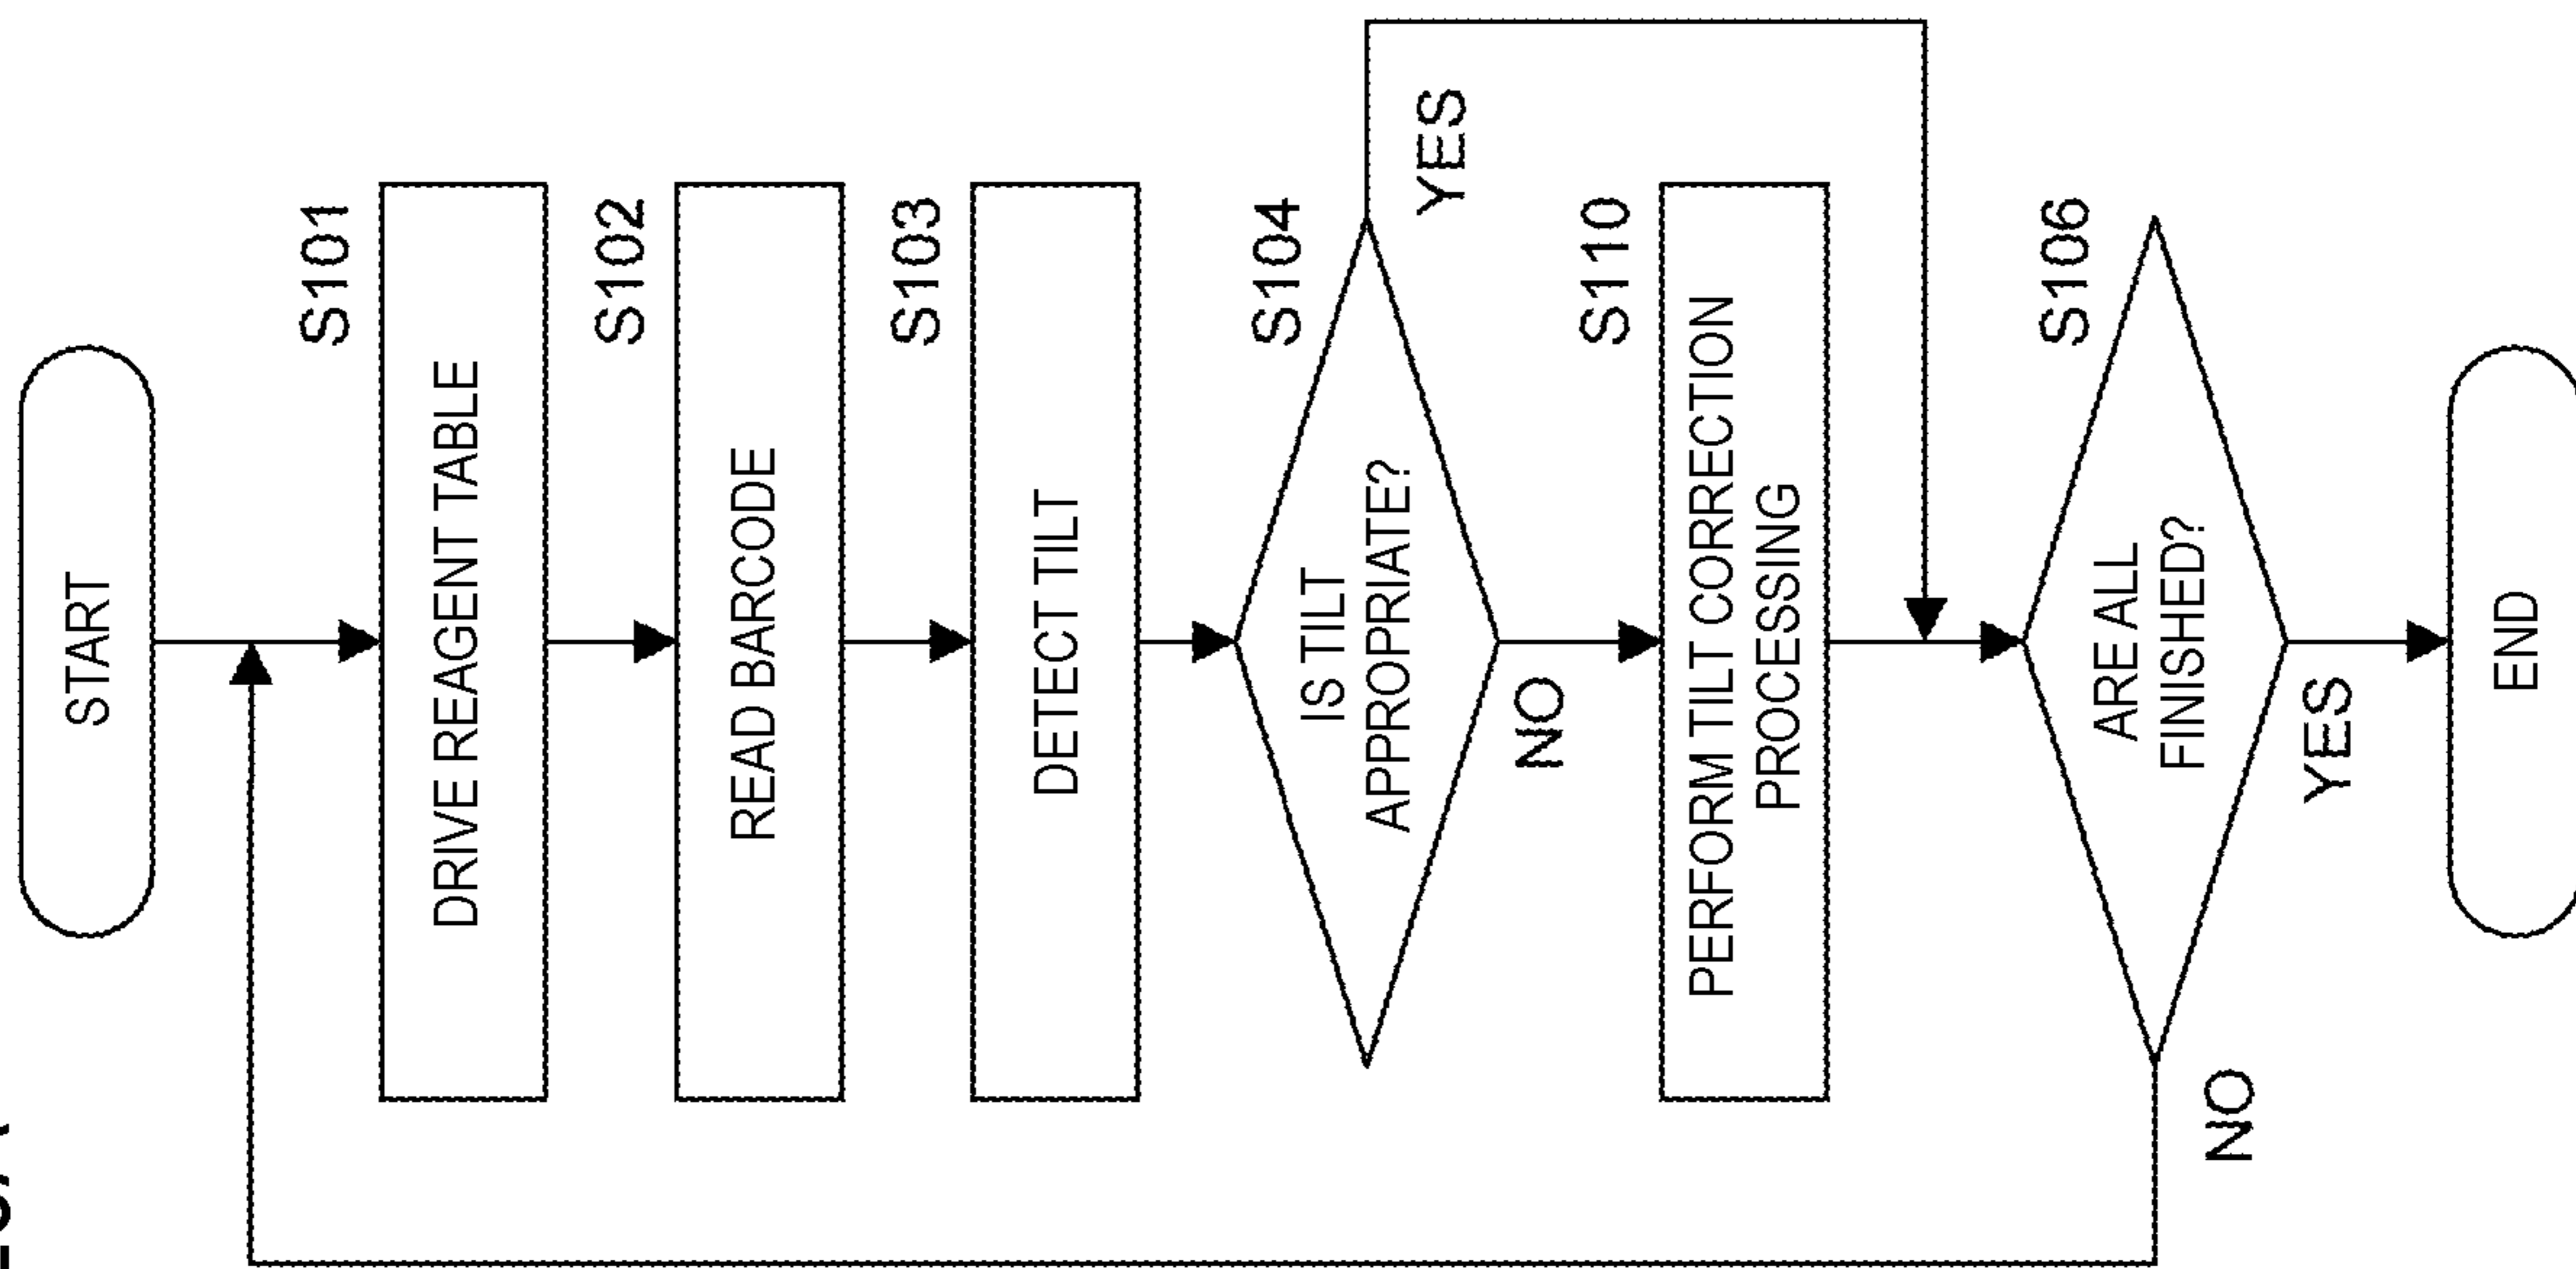 START
S101
DRIVE REAGENT TABLE
S102
READ BARCODE
S103
DETECT TILT
S104
IS TILT
APPROPRIATE?
YES
NO
S110
PERFORM TILT CORRECTION
PROCESSING
S106
ARE ALL
FINISHED?
NO
YES
END